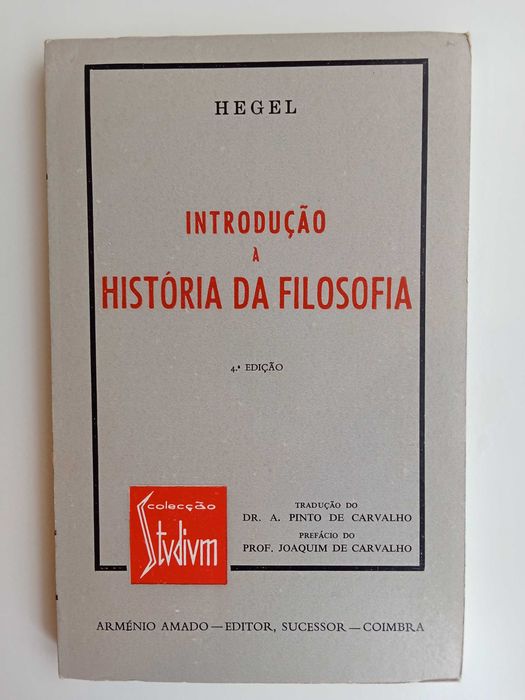 HEGEL
INTRODUÇÃO
À
HISTÓRIA DA FILOSOFIA
4.ª EDIÇÃO
colecção
Stvdivm
TRADUÇÃO DO
DR. A. PINTO DE CARVALHO
PREFÁCIO DO
PROF. JOAQUIM DE CARVALHO
ARMÉNIO AMADO—EDITOR, SUCESSOR—COIMBRA